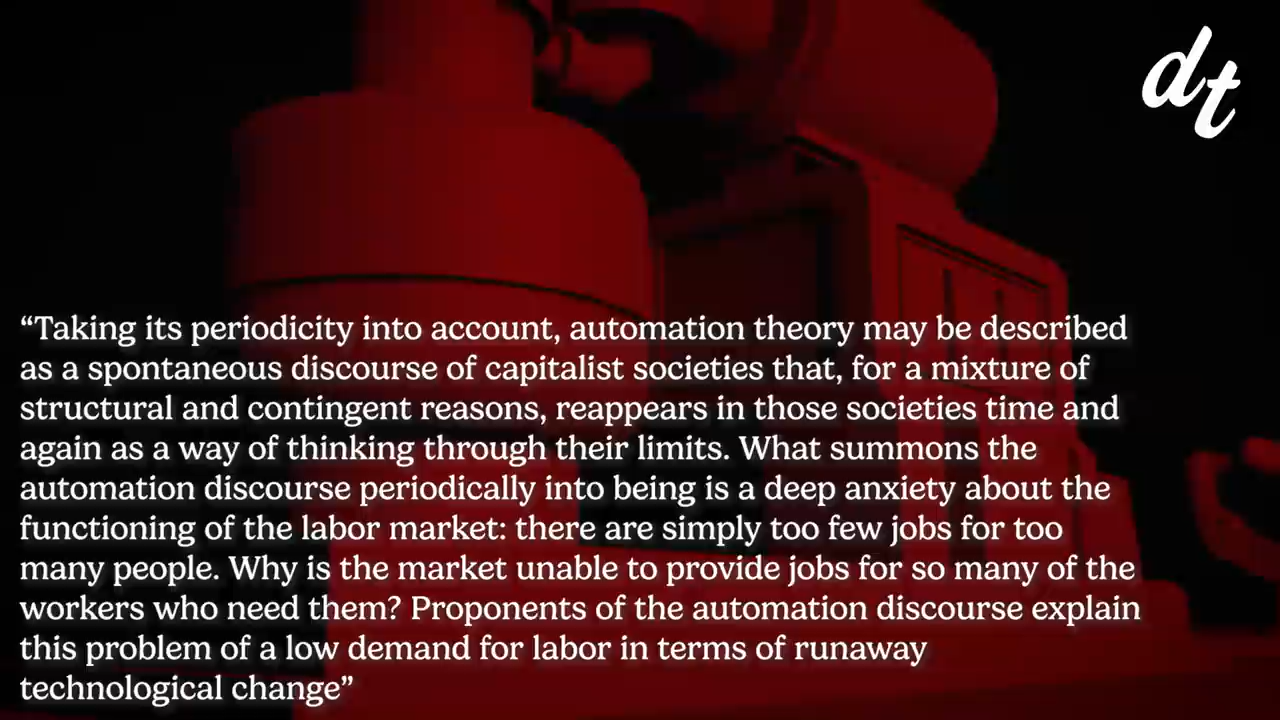 dt
“Taking its periodicity into account, automation theory may be described
as a spontaneous discourse of capitalist societies that, for a mixture of
structural and contingent reasons, reappears in those societies time and
again as a way of thinking through their limits. What summons the
automation discourse periodically into being is a deep anxiety about the
functioning of the labor market: there are simply too few jobs for too
many people. Why is the market unable to provide jobs for so many of the
workers who need them? Proponents of the automation discourse explain
this problem of a low demand for labor in terms of runaway
technological change”